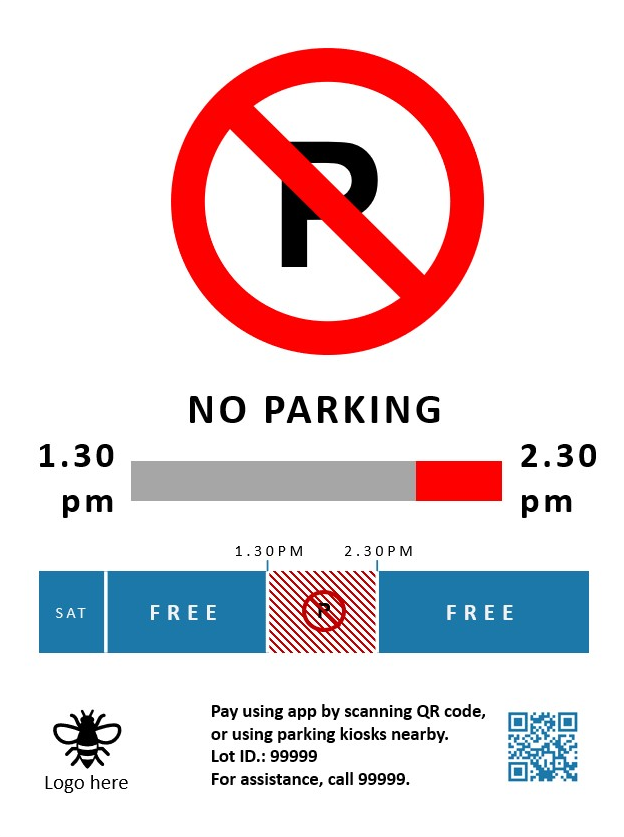 P
NO PARKING
1.30 pm
2.30 pm
1.30PM 2.30PM
SAT FREE P FREE
Pay using app by scanning QR code,
or using parking kiosks nearby.
Lot ID.: 99999
For assistance, call 99999.
Logo here